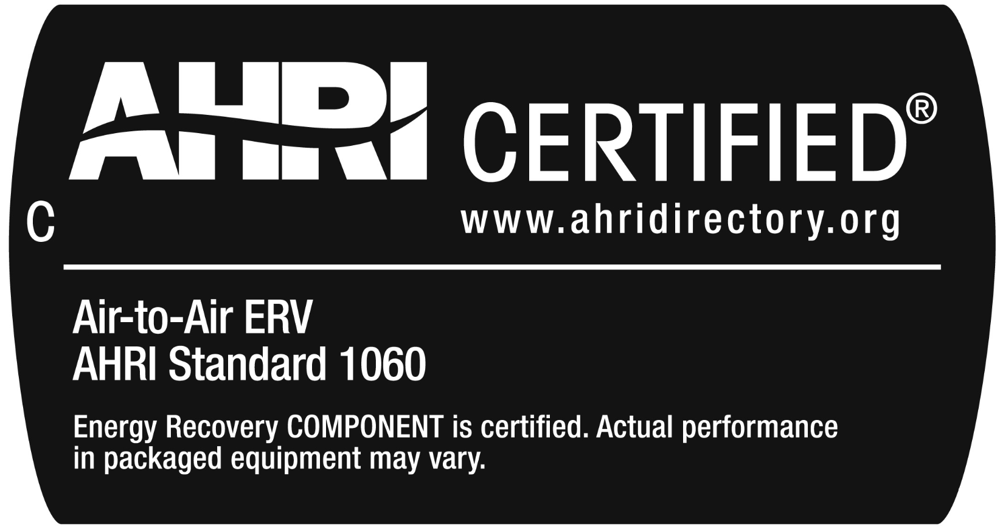 AHRI CERTIFIED®
www.ahridirectory.org
C
Air-to-Air ERV
AHRI Standard 1060
Energy Recovery COMPONENT is certified. Actual performance
in packaged equipment may vary.